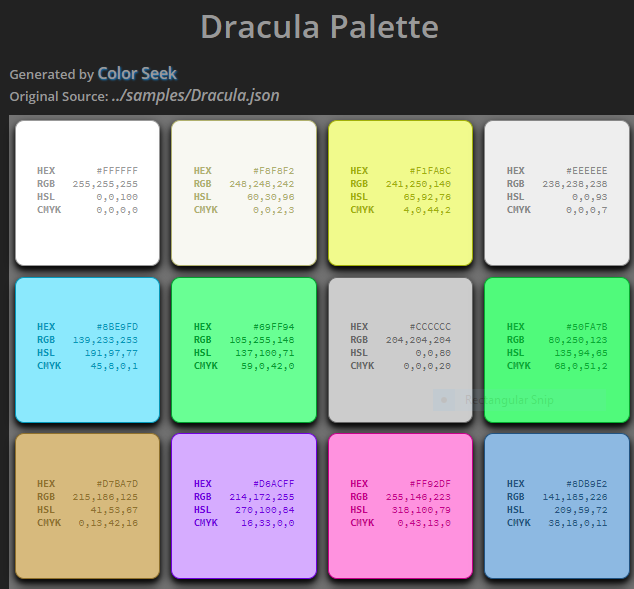 Dracula Palette
Generated by Color Seek
Original Source: ../samples/Dracula.json
HEX #FFFFFF
RGB 255,255,255
HSL 0,0,100
CMYK 0,0,0,0
HEX #F8F8F2
RGB 248,248,242
HSL 60,30,96
CMYK 0,0,2,3
HEX #F1FA8C
RGB 241,250,140
HSL 65,92,76
CMYK 4,0,44,2
HEX #EEEEEE
RGB 238,238,238
HSL 0,0,93
CMYK 0,0,0,7
HEX #8BE9FD
RGB 139,233,253
HSL 191,97,77
CMYK 45,8,0,1
HEX #69FF94
RGB 105,255,148
HSL 137,100,71
CMYK 59,0,42,0
HEX #CCCCCC
RGB 204,204,204
HSL 0,0,80
CMYK 0,0,0,20
HEX #50FA7B
RGB 80,250,123
HSL 135,94,65
CMYK 68,0,51,2
Rectangular Snip
HEX #D7BA7D
RGB 215,186,125
HSL 41,53,67
CMYK 0,13,42,16
HEX #D6ACFF
RGB 214,172,255
HSL 270,100,84
CMYK 16,33,0,0
HEX #FF92DF
RGB 255,146,223
HSL 318,100,79
CMYK 0,43,13,0
HEX #8DB9E2
RGB 141,185,226
HSL 209,59,72
CMYK 38,18,0,11